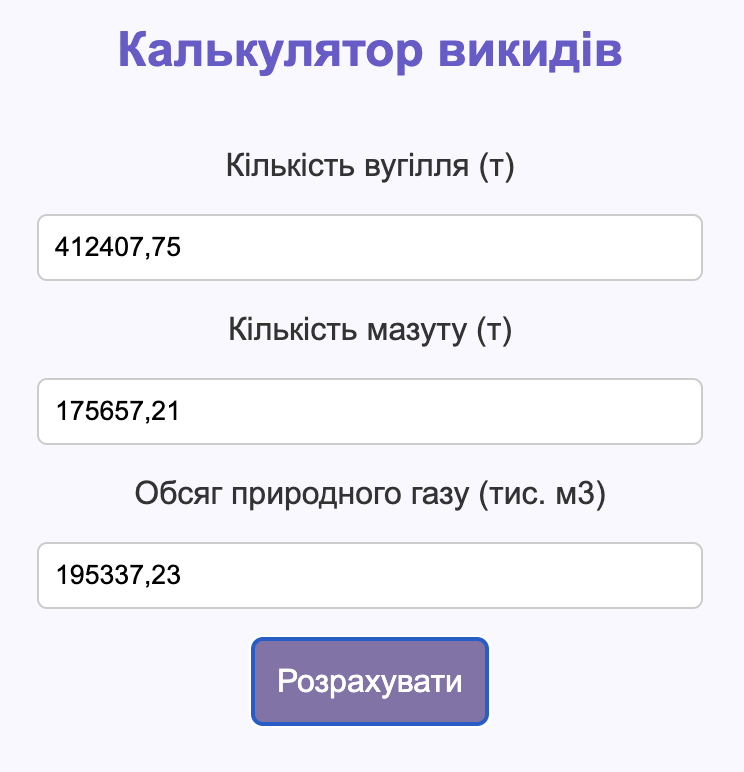 Калькулятор викидів
Кількість вугілля (т)
412407,75
Кількість мазуту (т)
175657,21
Обсяг природного газу (тис. м3)
195337,23
Розрахувати